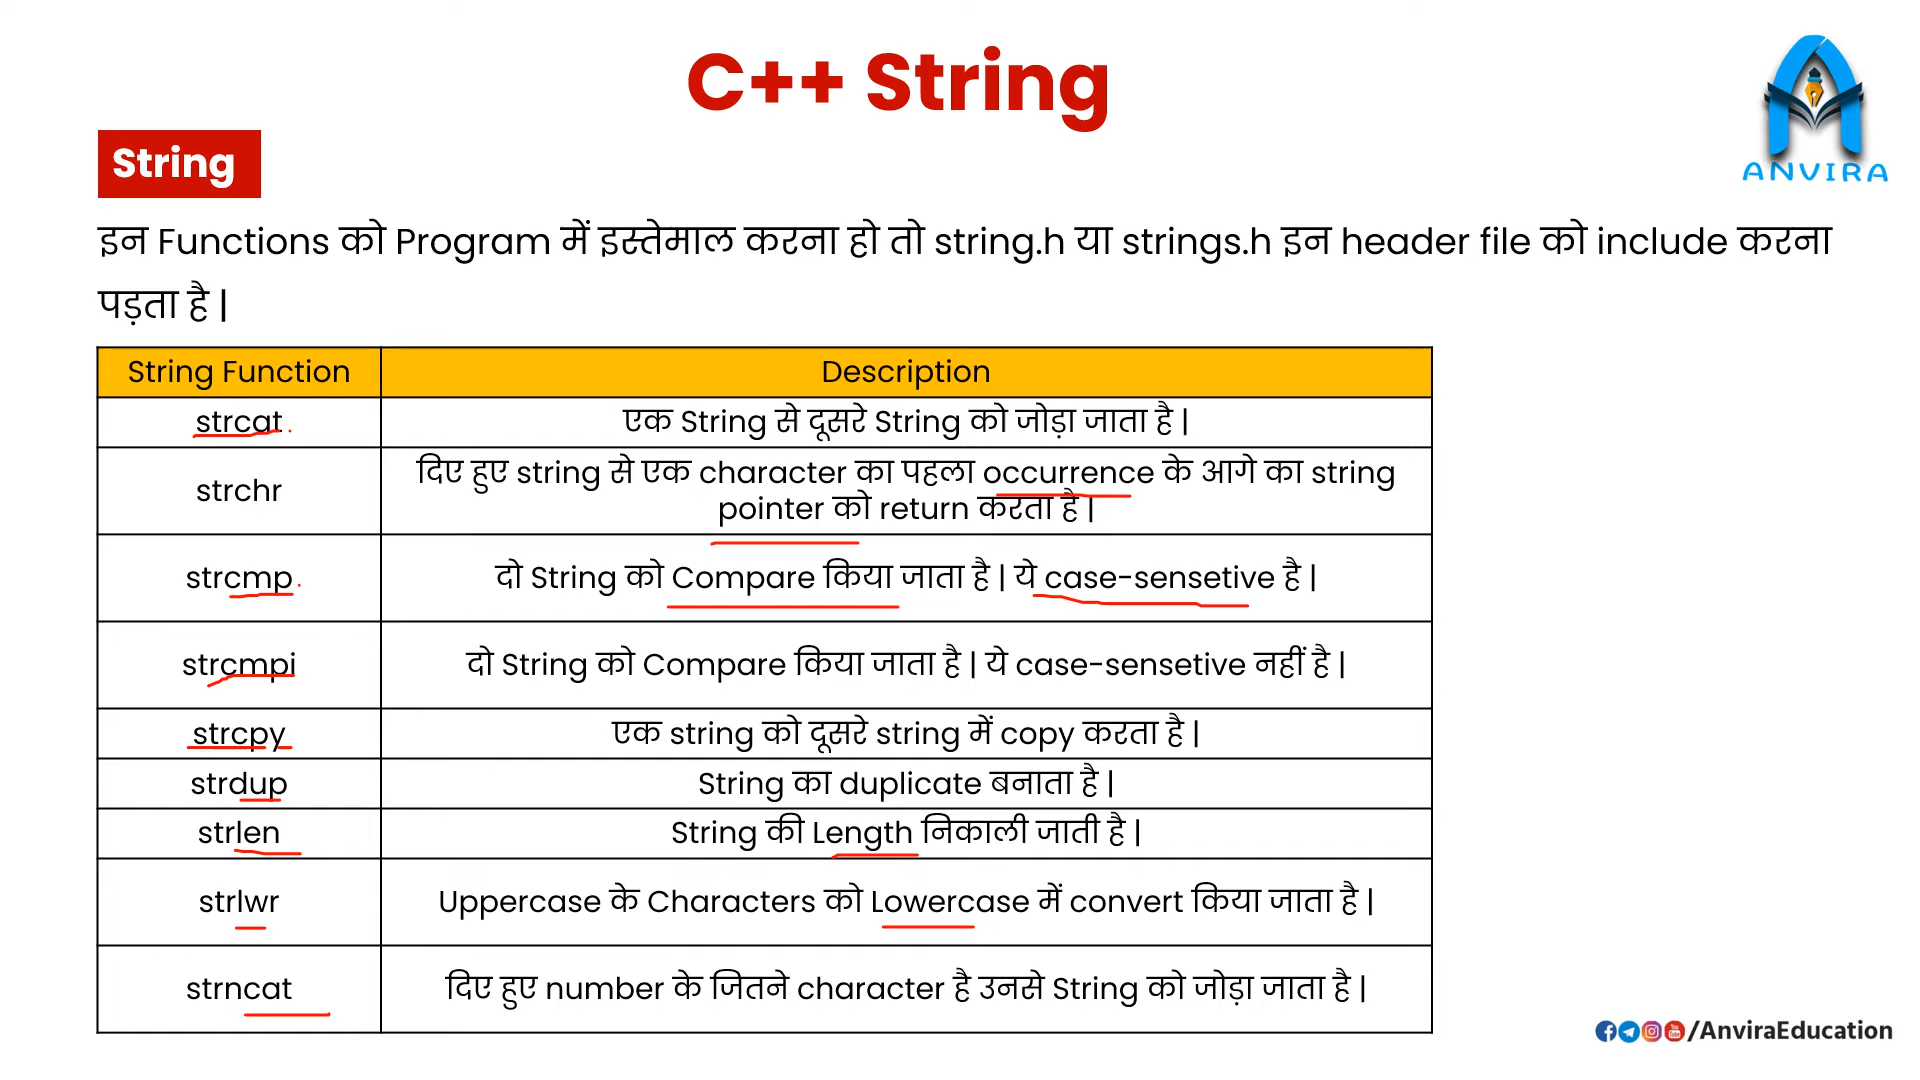 C++ String
ANVIRA
String
इन Functions को Program में इस्तेमाल करना हो तो string.h या strings.h इन header file को include करना
पड़ता है |
String Function Description
strcat एक String से दूसरे String को जोड़ा जाता है |
strchr दिए हुए string से एक character का पहला occurrence के आगे का string
pointer को return करता है |
strcmp दो String को Compare किया जाता है | ये case-sensetive है |
strcmpi दो String को Compare किया जाता है | ये case-sensetive नहीं है |
strcpy एक string को दूसरे string में copy करता है |
strdup String का duplicate बनाता है |
strlen String की Length निकाली जाती है |
strlwr Uppercase के Characters को Lowercase में convert किया जाता है |
strncat दिए हुए number के जितने character है उनसे String को जोड़ा जाता है |
/AnviraEducation